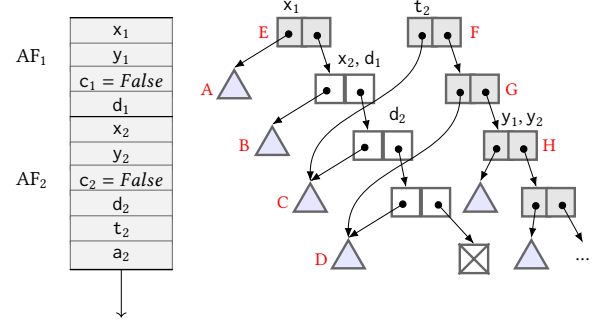 AF₁
x₁
y₁
c₁ = False
d₁
AF₂
x₂
y₂
c₂ = False
d₂
t₂
a₂
x₁
t₂
E
F
x₂, d₁
A
G
d₂
y₁, y₂
B
H
C
D
...